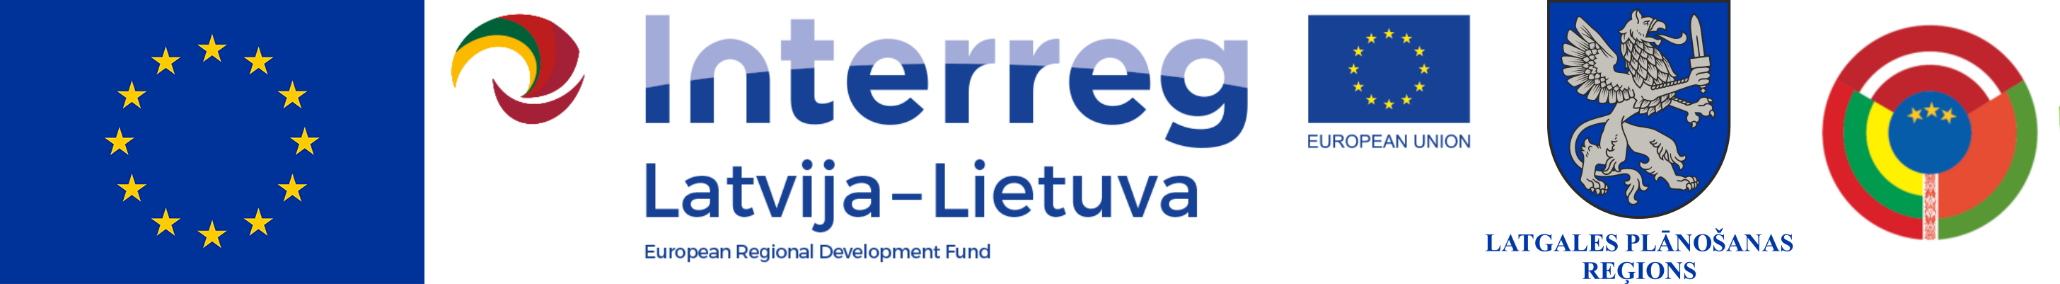 Interreg
Latvija–Lietuva
European Regional Development Fund
EUROPEAN UNION
LATGALES PLĀNOŠANAS
REĢIONS